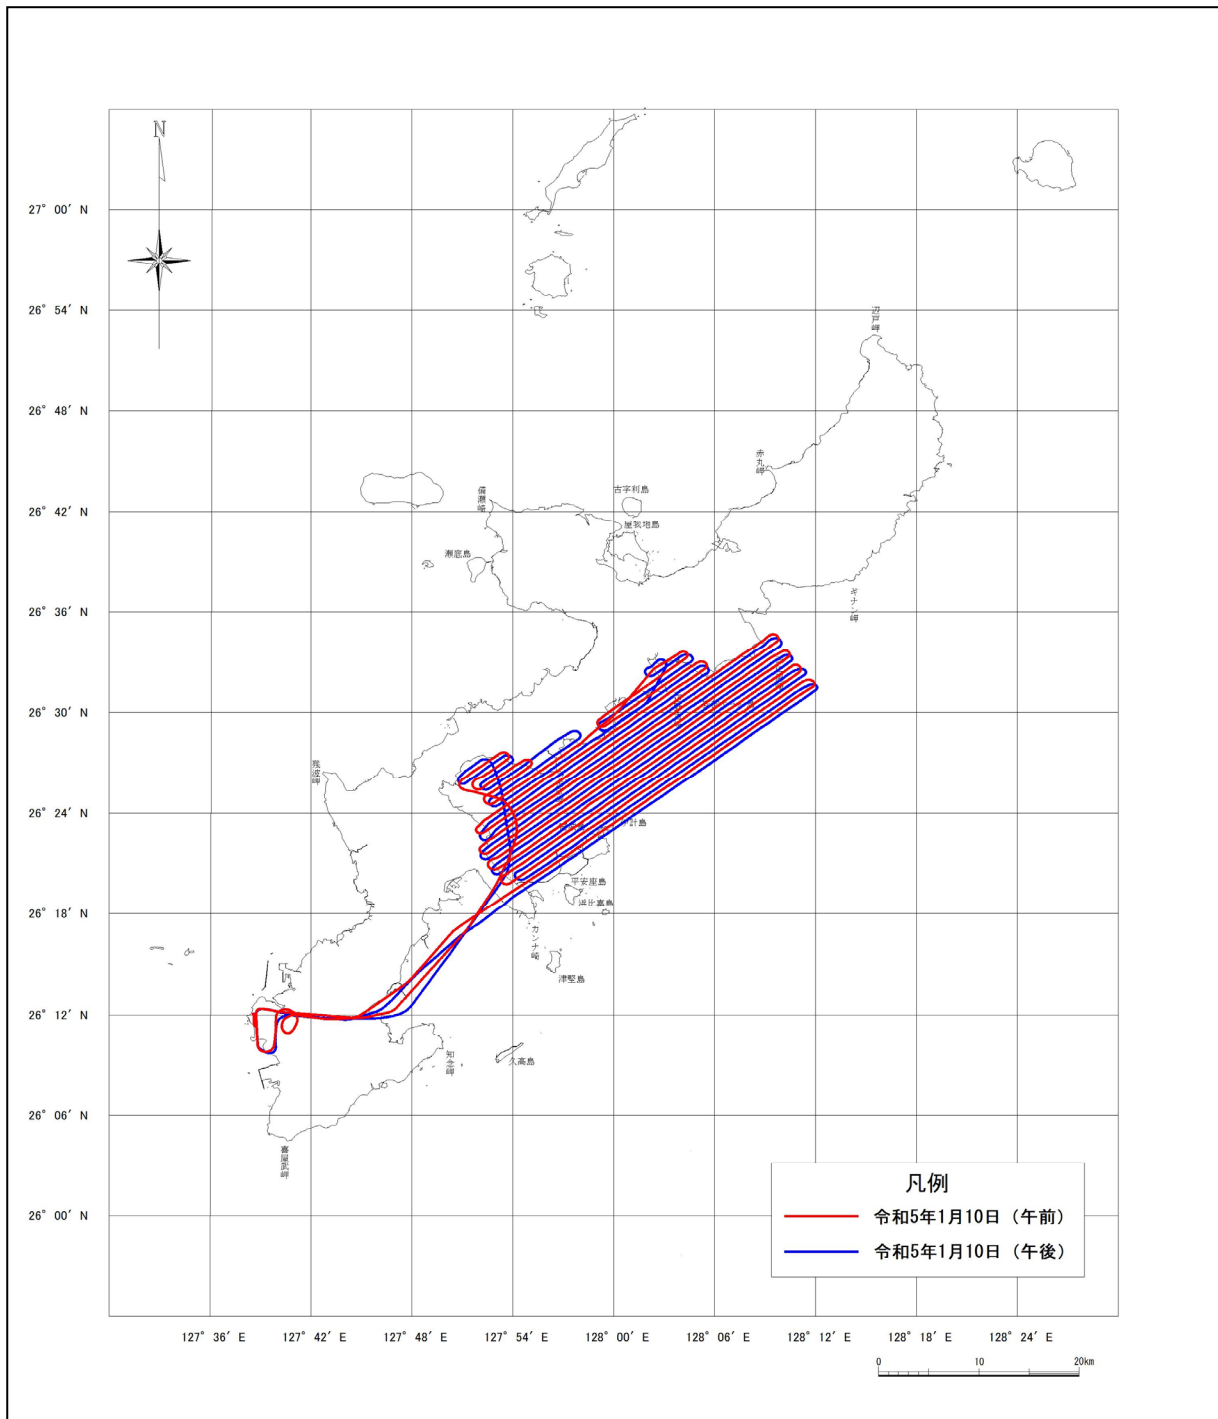 N
27° 00′ N
26° 54′ N
辺戸岬
26° 48′ N
赤丸岬
備瀬崎
古宇利島
26° 42′ N
屋我地島
瀬底島
26° 36′ N
ギナン岬
26° 30′ N
残波岬
26° 24′ N
計島
平安座島
浜比嘉島
26° 18′ N
カンナ崎
津堅島
26° 12′ N
知念岬
久高島
26° 06′ N
喜屋武岬
26° 00′ N
凡例
令和5年1月10日（午前）
令和5年1月10日（午後）
127° 36′ E
127° 42′ E
127° 48′ E
127° 54′ E
128° 00′ E
128° 06′ E
128° 12′ E
128° 18′ E
128° 24′ E
0 10 20km